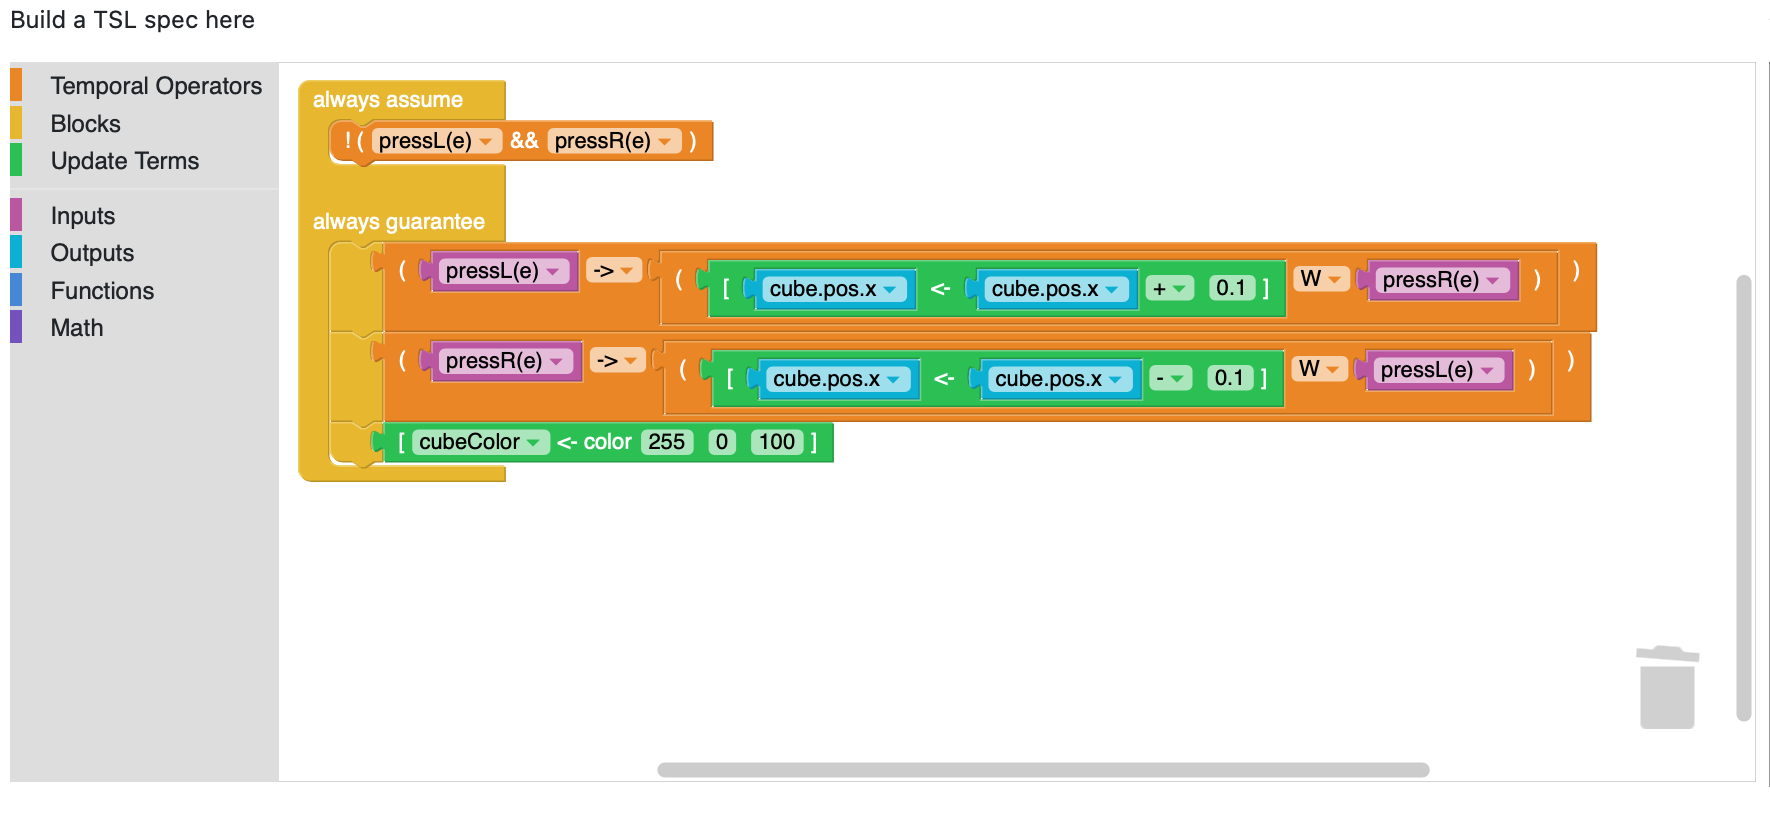 Build a TSL spec here
Temporal Operators
Blocks
Update Terms
Inputs
Outputs
Functions
Math
always assume
! ( pressL(e) && pressR(e) )
always guarantee
( pressL(e) -> ( [ cube.pos.x <- cube.pos.x + 0.1 ] W pressR(e) ) )
( pressR(e) -> ( [ cube.pos.x <- cube.pos.x - 0.1 ] W pressL(e) ) )
[ cubeColor <- color 255 0 100 ]